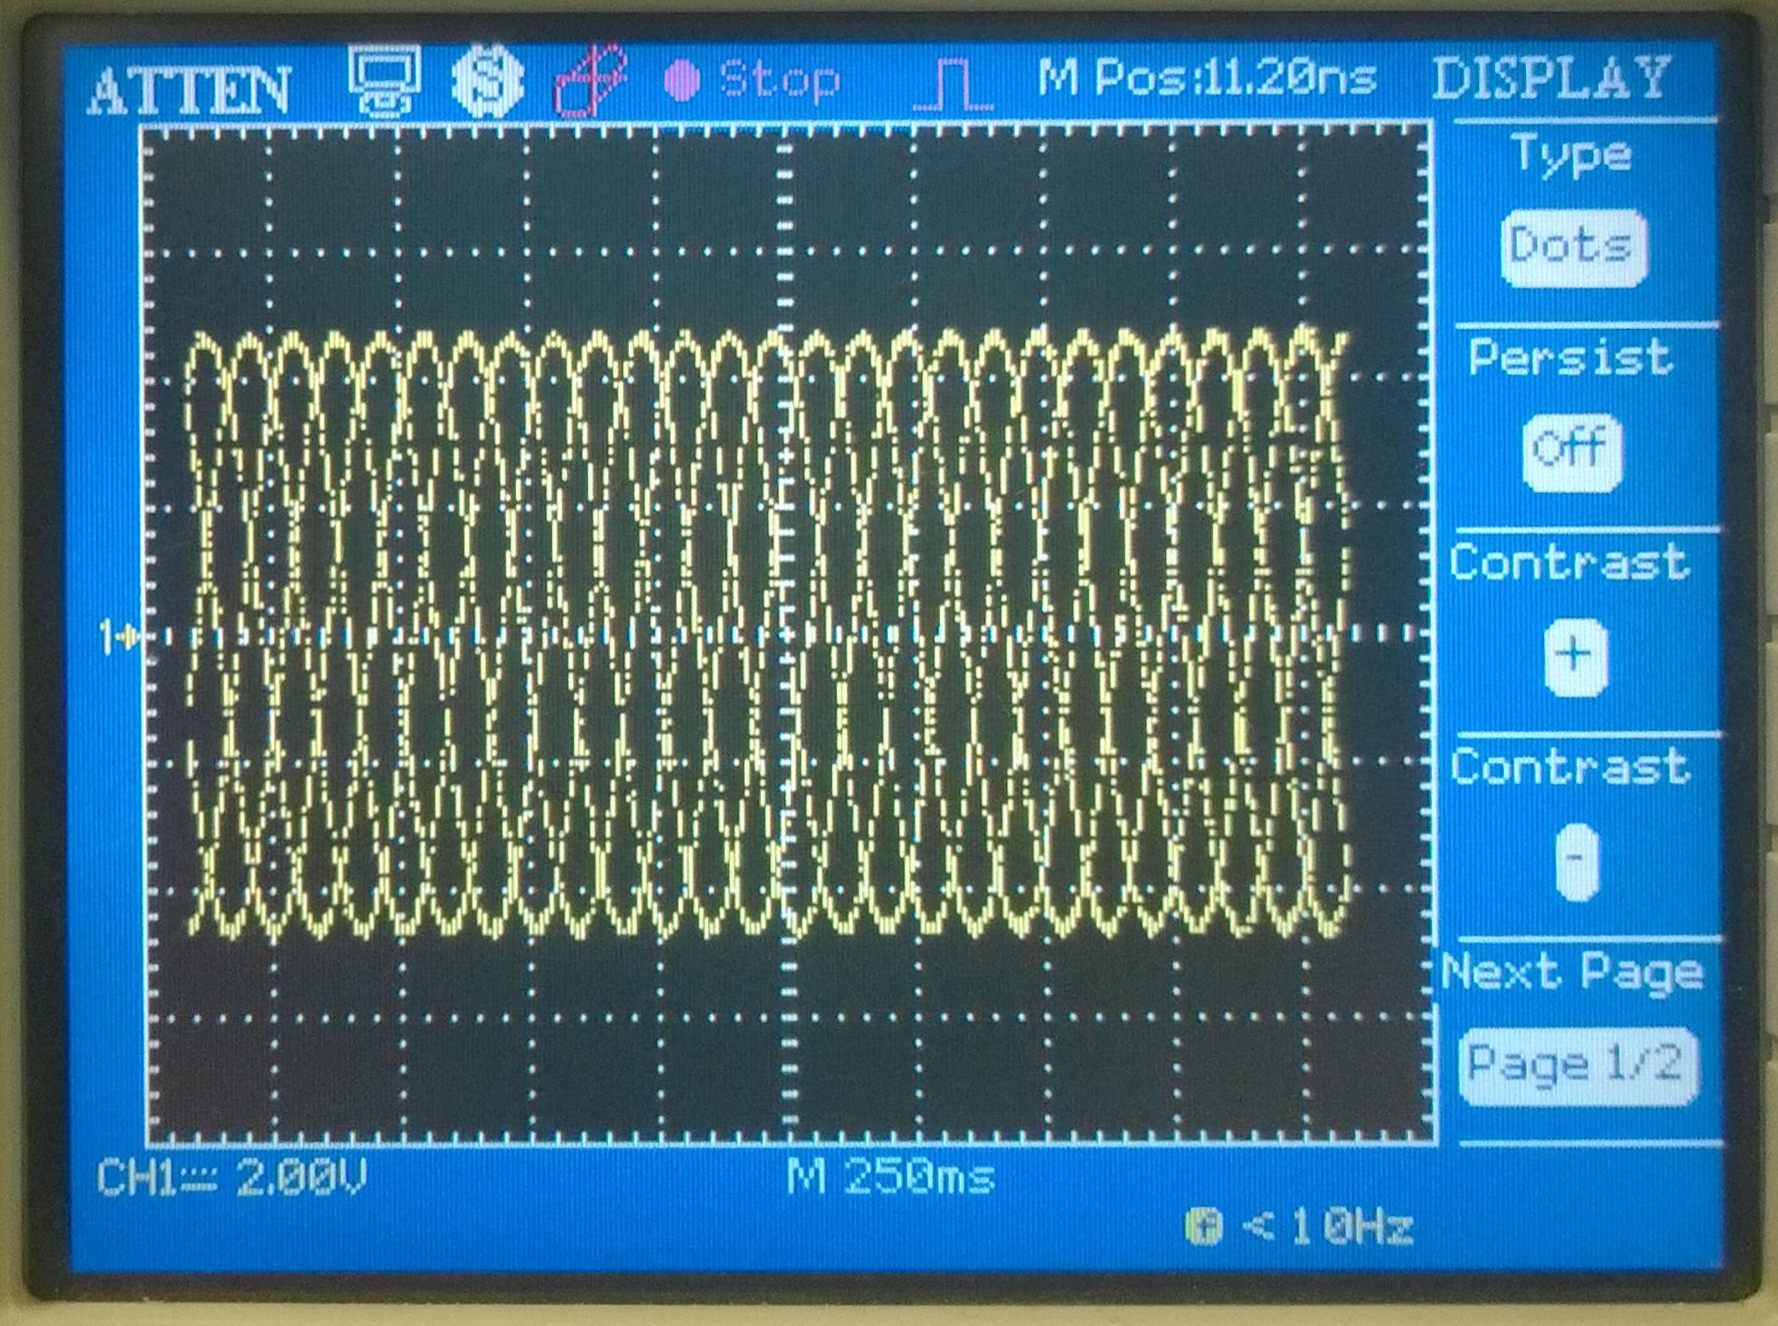 ATTEN Stop M Pos:11.20ns DISPLAY
Type
Dots
Persist
Off
Contrast
+
Contrast
-
Next Page
Page 1/2
1
CH1 2.00V M 250ms
f < 10Hz